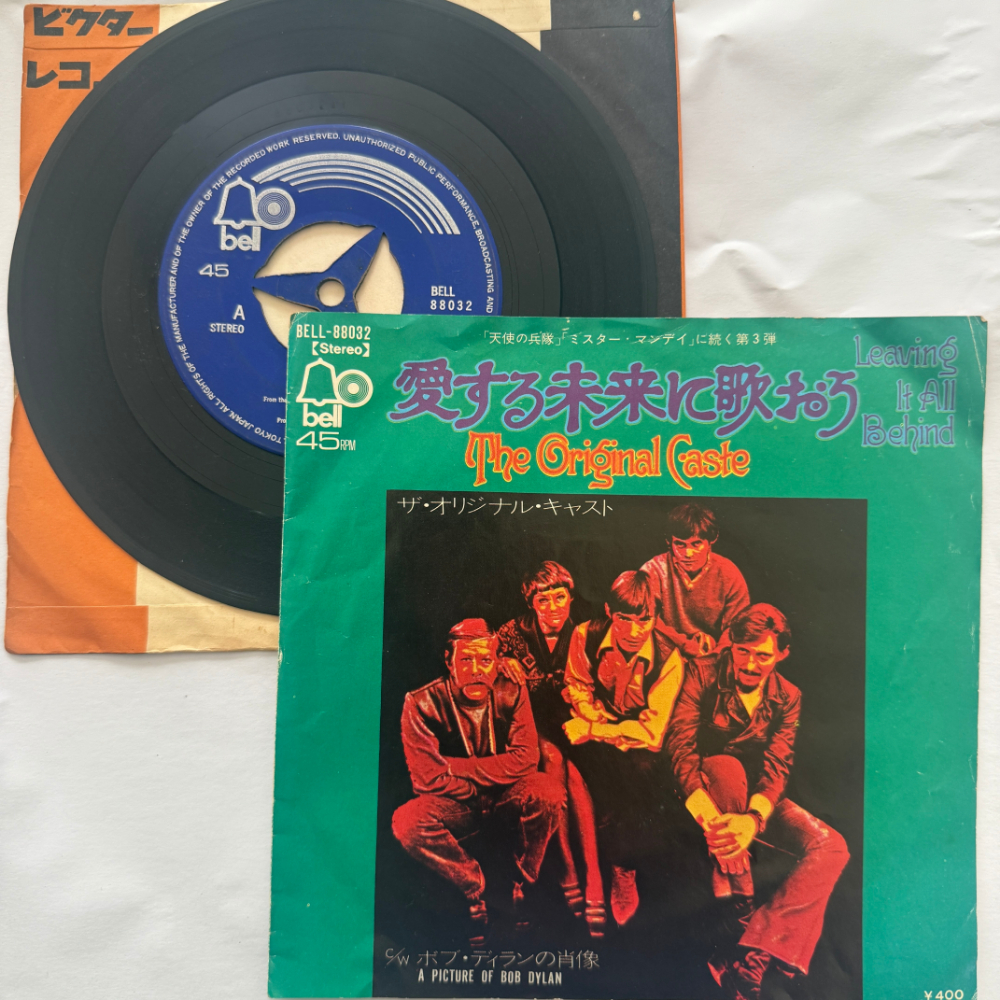 ビクター
レコ
ALL RIGHTS OF THE MANUFACTURER AND OF THE OWNER OF THE RECORDED WORK RESERVED. UNAUTHORIZED PUBLIC PERFORMANCE, BROADCASTING AND
TOKYO JAPAN
bell
45
A
STEREO
BELL
88032
From the
BELL-88032
【Stereo】
bell
45RPM
「天使の兵隊」「ミスター・マンデイ」に続く第3弾
愛する未来に歌おう
Leaving
It All
Behind
The Original Caste
ザ・オリジナル・キャスト
c/w ボブ・ディランの肖像
A PICTURE OF BOB DYLAN
¥400